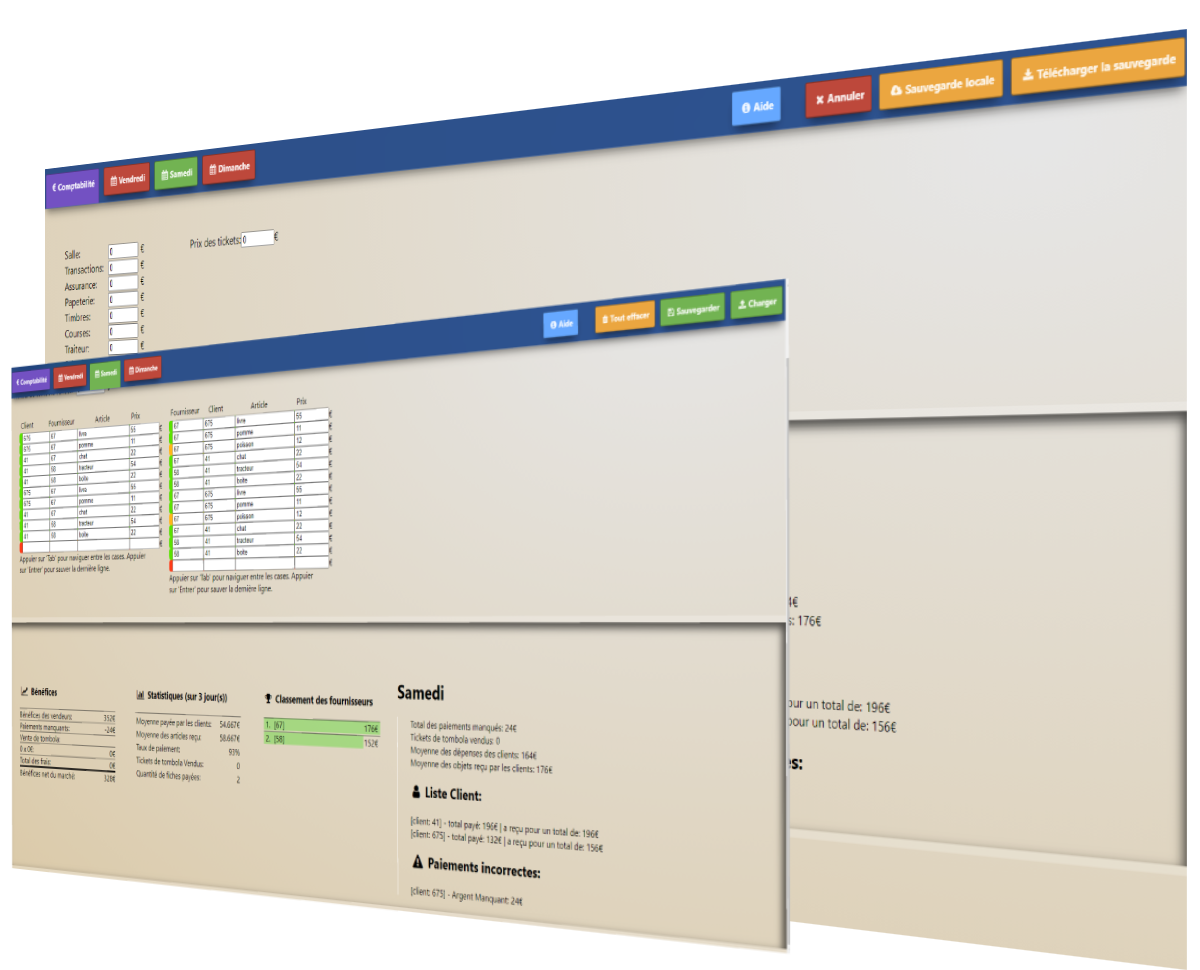 Aide
Annuler
Sauvegarde locale
Télécharger la sauvegarde
€ Comptabilité
Vendredi
Samedi
Dimanche
Salle: 0 €
Prix des tickets: 0 €
Transactions: 0 €
Assurance: 0 €
Papeterie: 0 €
Timbres: 0 €
Courses: 0 €
Traiteur: 0 €
Aide
Tout effacer
Sauvegarder
Charger
€ Comptabilité
Vendredi
Samedi
Dimanche
Client Fournisseur Article Prix
675 67 livre 55 €
675 67 pomme 11 €
41 67 chat 22 €
41 58 tracteur 54 €
41 58 boite 22 €
675 67 livre 55 €
675 67 pomme 11 €
41 67 chat 22 €
41 58 tracteur 54 €
41 58 boite 22 €
€
Appuier sur 'Tab' pour naviguer entre les cases. Appuier
sur 'Entrer' pour sauver la dernière ligne.
Fournisseur Client Article Prix
67 675 livre 55 €
67 675 pomme 11 €
67 675 poisson 12 €
67 41 chat 22 €
58 41 tracteur 54 €
58 41 boite 22 €
67 675 livre 55 €
67 675 pomme 11 €
67 675 poisson 12 €
67 41 chat 22 €
58 41 tracteur 54 €
58 41 boite 22 €
€
Appuier sur 'Tab' pour naviguer entre les cases. Appuier
sur 'Entrer' pour sauver la dernière ligne.
Bénéfices
Bénéfices des vendeurs: 352€
Paiements manquants: -24€
Vente de tombola:
0 x 0€: 0€
Total des frais: 0€
Bénéfices net du marché: 328€
Statistiques (sur 3 jour(s))
Moyenne payée par les clients: 54.667€
Moyenne des articles reçu: 58.667€
Taux de paiement: 93%
Tickets de tombola Vendus: 0
Quantité de fiches payées: 2
Classement des fournisseurs
1. [67] 176€
2. [58] 152€
Samedi
Total des paiements manqués: 24€
Tickets de tombola vendus: 0
Moyenne des dépenses des clients: 164€
Moyenne des objets reçu par les clients: 176€
Liste Client:
[client: 41] - total payé: 196€ | a reçu pour un total de: 196€
[client: 675] - total payé: 132€ | a reçu pour un total de: 156€
Paiements incorrectes:
[client: 675] - Argent Manquant: 24€
4€
s: 176€
our un total de: 196€
pour un total de: 156€
es: